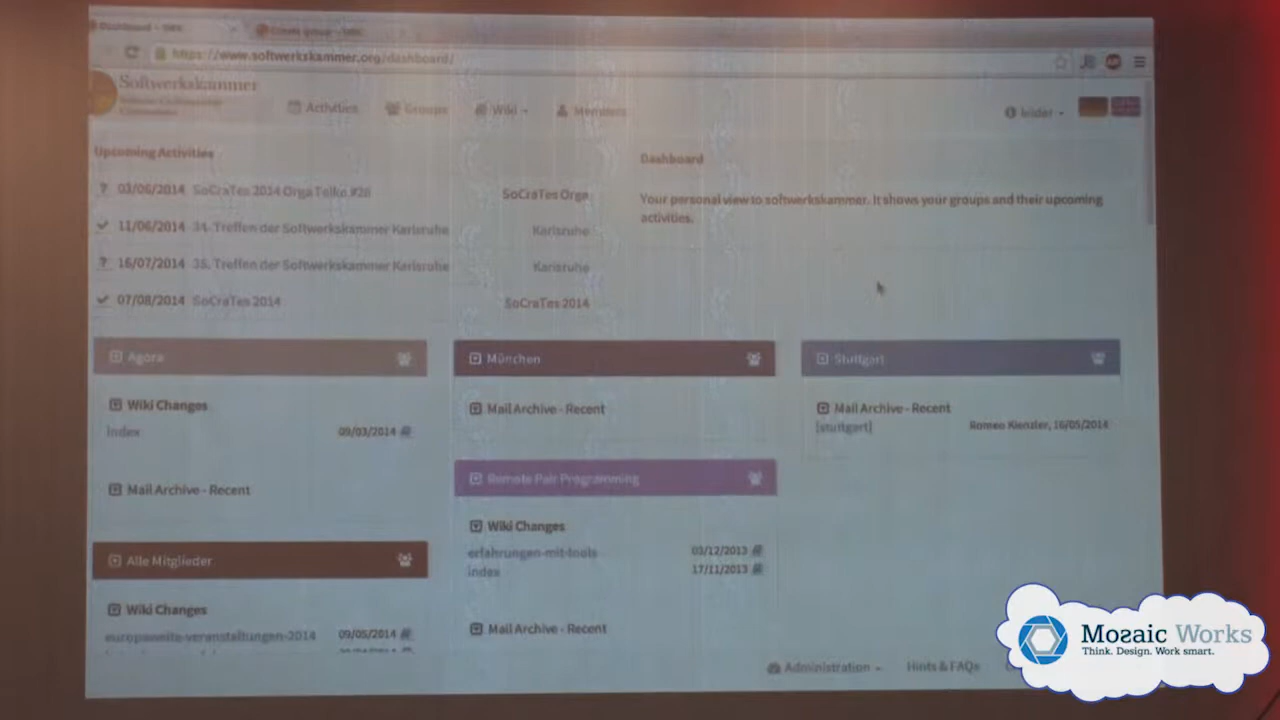 Dashboard
https://www.softwerkskammer.org/dashboard/
Softwerkskammer
Activities Groups Wiki Members
Upcoming Activities
? 03/06/2014 SoCraTes 2014 Orga Telko #28 SoCraTes Orga
11/06/2014 34. Treffen der Softwerkskammer Karlsruhe Karlsruhe
? 16/07/2014 35. Treffen der Softwerkskammer Karlsruhe Karlsruhe
07/08/2014 SoCraTes 2014 SoCraTes 2014
Dashboard
Your personal view to softwerkskammer. It shows your groups and their upcoming
activities.
Agora
Wiki Changes
index 09/03/2014
Mail Archive - Recent
Alle Mitglieder
Wiki Changes
europaweite-veranstaltungen-2014 09/05/2014
München
Mail Archive - Recent
Remote Pair Programming
Wiki Changes
erfahrungen-mit-tools 03/12/2013
index 17/11/2013
Mail Archive - Recent
Stuttgart
Mail Archive - Recent
[stuttgart] Romeo Kienzler, 16/05/2014
Administration Hints & FAQs
Mozaic Works
Think. Design. Work smart.